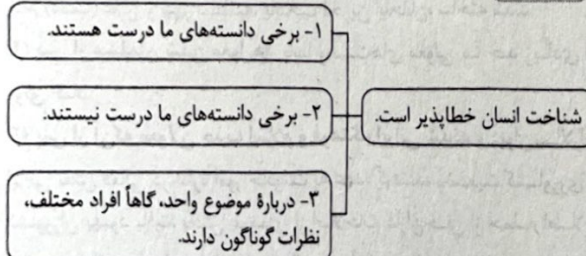 شناخت انسان خطاپذیر است.
۱- برخی دانسته‌های ما درست هستند.
۲- برخی دانسته‌های ما درست نیستند.
۳- دربارهٔ موضوع واحد، گاهاً افراد مختلف،
نظرات گوناگون دارند.